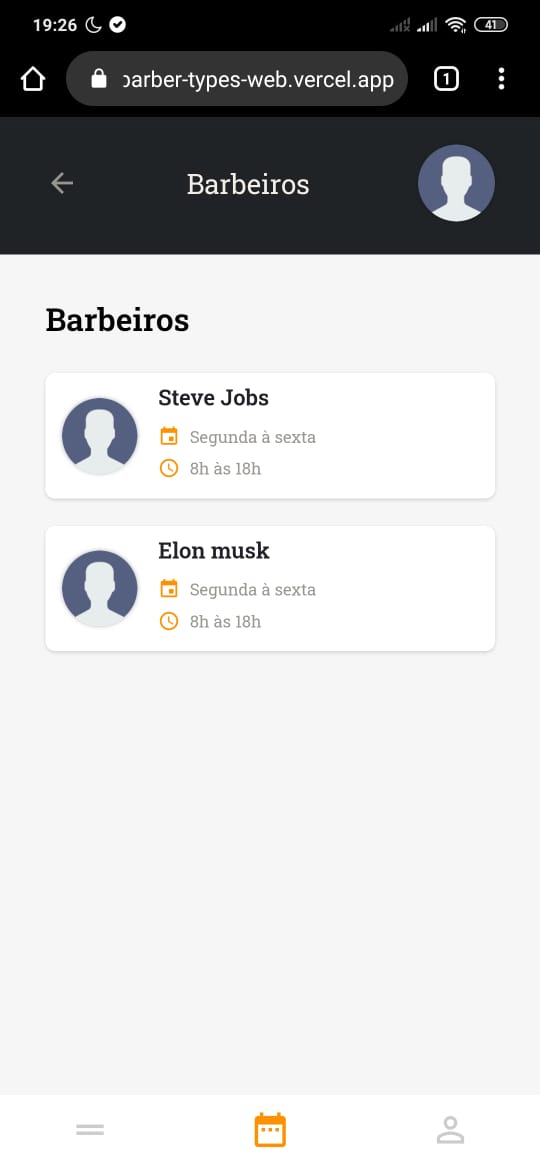 19:26
41
barber-types-web.vercel.app
1
Barbeiros
Barbeiros
Steve Jobs
Segunda à sexta
8h às 18h
Elon musk
Segunda à sexta
8h às 18h